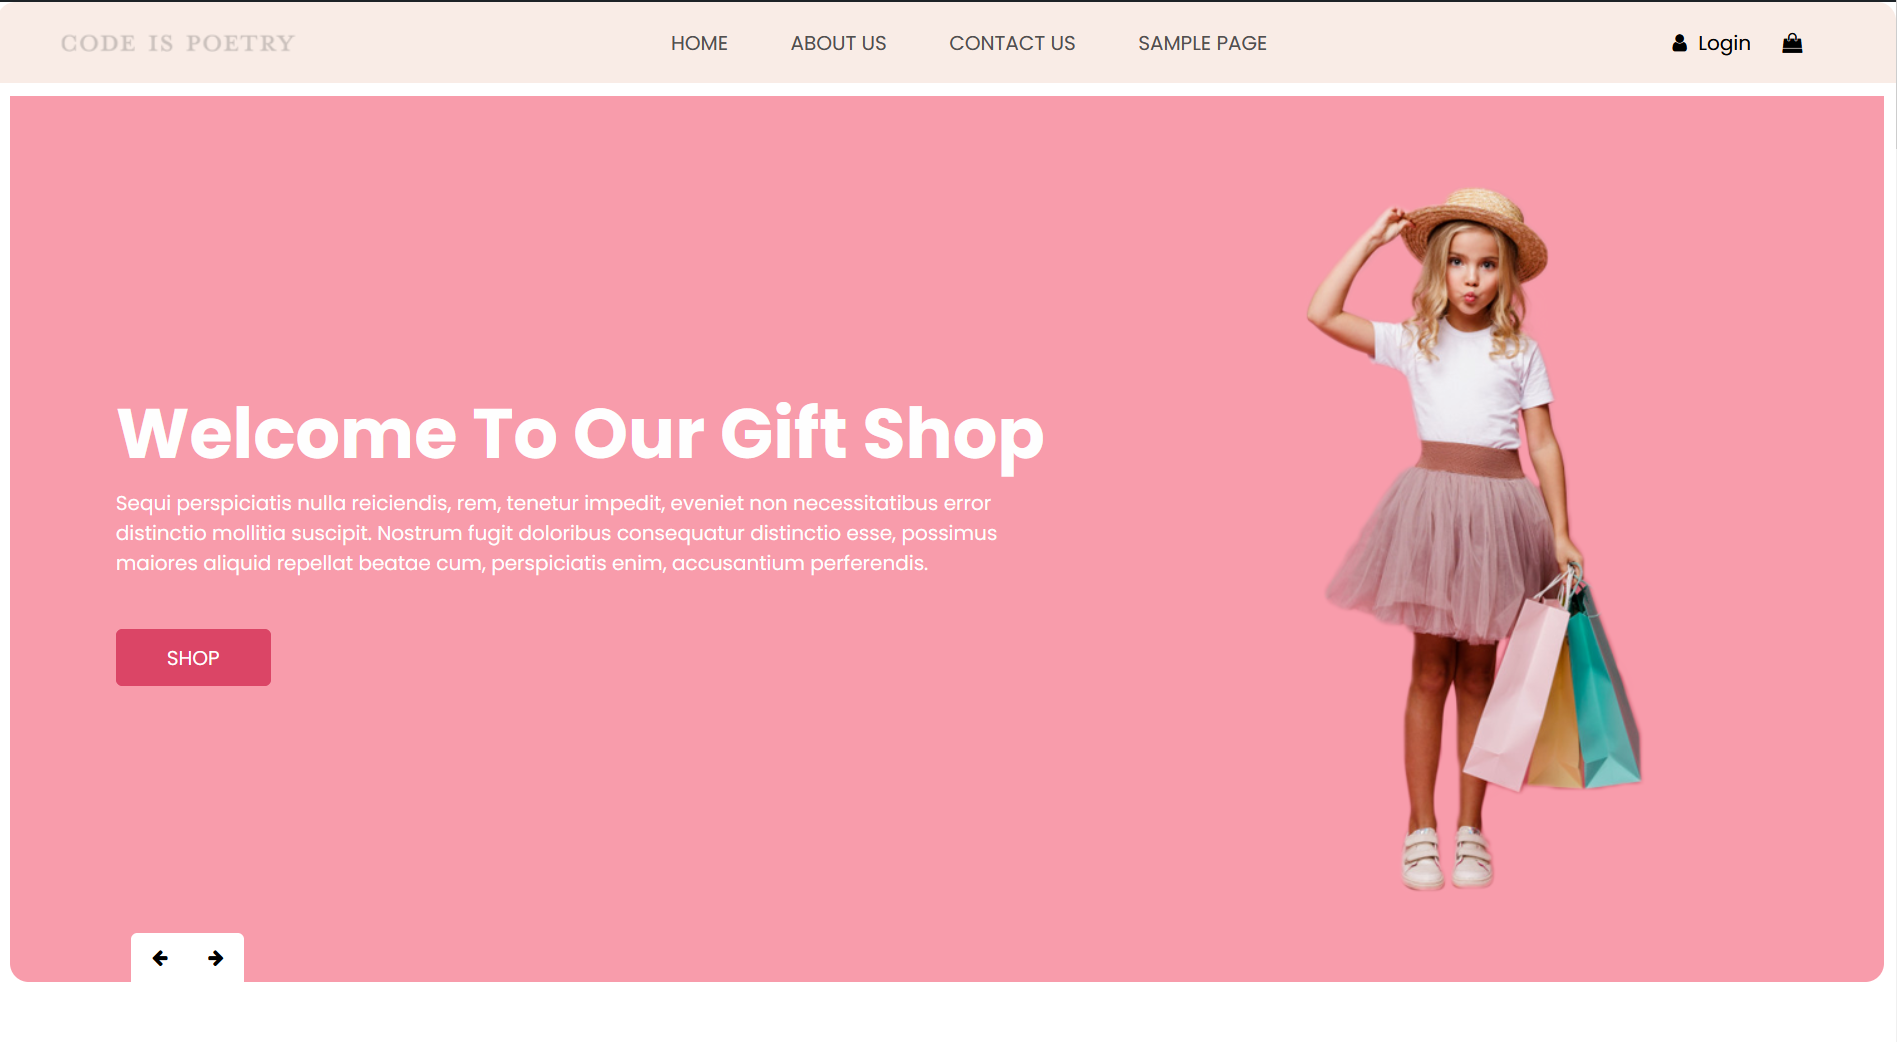 CODE IS POETRY
HOME ABOUT US CONTACT US SAMPLE PAGE
Login
Welcome To Our Gift Shop
Sequi perspiciatis nulla reiciendis, rem, tenetur impedit, eveniet non necessitatibus error
distinctio mollitia suscipit. Nostrum fugit doloribus consequatur distinctio esse, possimus
maiores aliquid repellat beatae cum, perspiciatis enim, accusantium perferendis.
SHOP